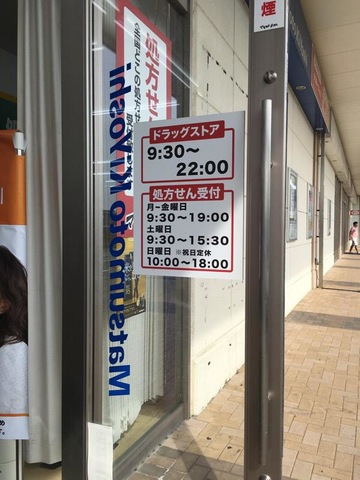 煙
処方せん
Matsumoto Kiyoshi
ドラッグストア
9:30〜
22:00
処方せん受付
月-金曜日
9:30〜19:00
土曜日
9:30〜15:30
日曜日 ※祝日定休
10:00〜18:00